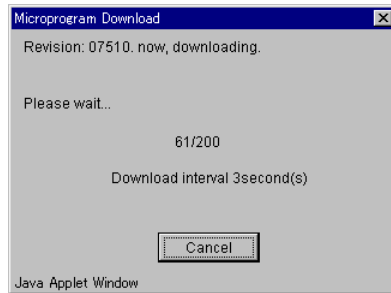 Microprogram Download
Revision: 07510. now, downloading.
Please wait...
61/200
Download interval 3second(s)
Cancel
Java Applet Window